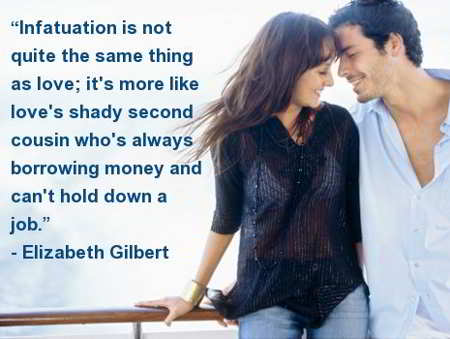 “Infatuation is not
quite the same thing
as love; it's more like
love's shady second
cousin who's always
borrowing money and
can't hold down a
job.”
- Elizabeth Gilbert